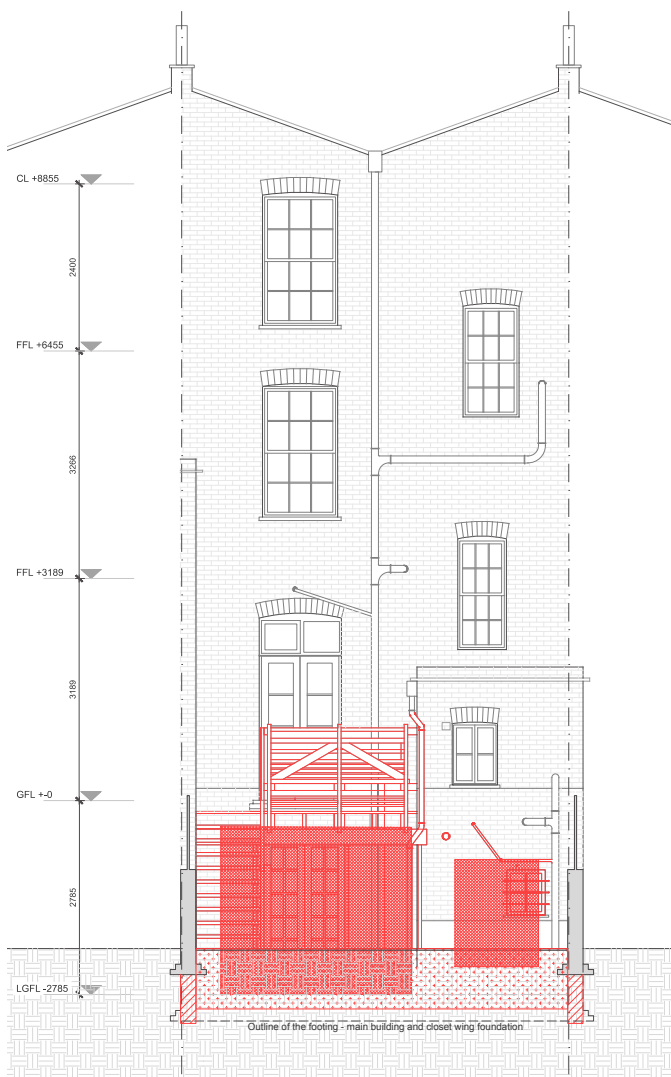 CL +8855
2400
FFL +6455
3266
FFL +3189
3189
GFL +-0
2785
LGFL -2785
Outline of the footing - main building and closet wing foundation